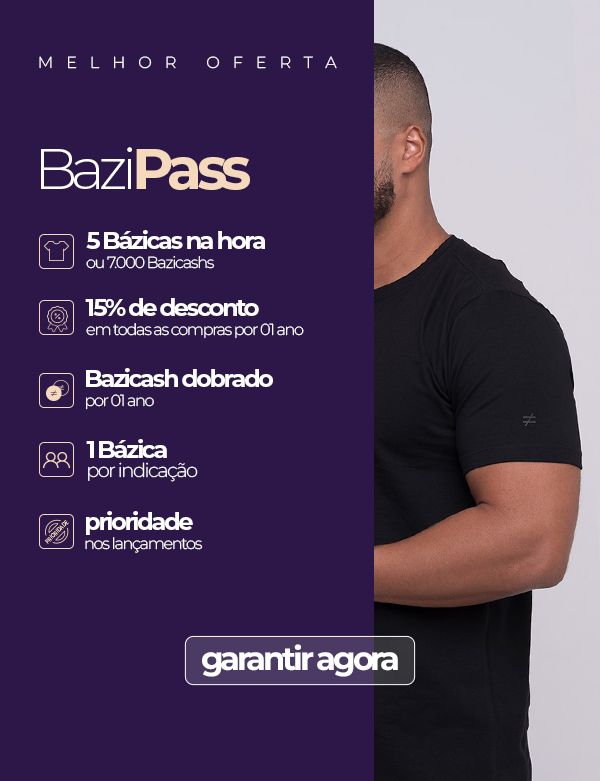 MELHOR OFERTA
BaziPass
5 Bázicas na hora
ou 7.000 Bazicashs
15% de desconto
em todas as compras por 01 ano
Bazicash dobrado
por 01 ano
1 Bázica
por indicação
PRIORIDADE
prioridade
nos lançamentos
garantir agora